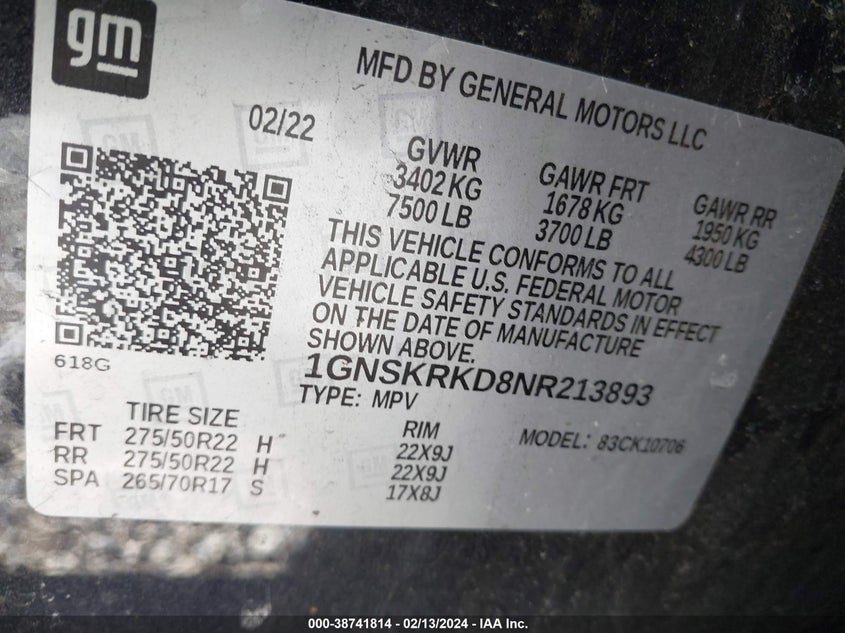 gm
MFD BY GENERAL MOTORS LLC
02/22
GVWR GAWR FRT GAWR RR
3402 KG 1678 KG 1950 KG
7500 LB 3700 LB 4300 LB
THIS VEHICLE CONFORMS TO ALL
APPLICABLE U.S. FEDERAL MOTOR
VEHICLE SAFETY STANDARDS IN EFFECT
ON THE DATE OF MANUFACTURE
SHOWN ABOVE.
618G
1GNSKRKD8NR213893
TYPE: MPV
MODEL: 83CK10706
TIRE SIZE RIM
FRT 275/50R22 H 22X9J
RR 275/50R22 H 22X9J
SPA 265/70R17 S 17X8J
000-38741814 - 02/13/2024 - IAA Inc.